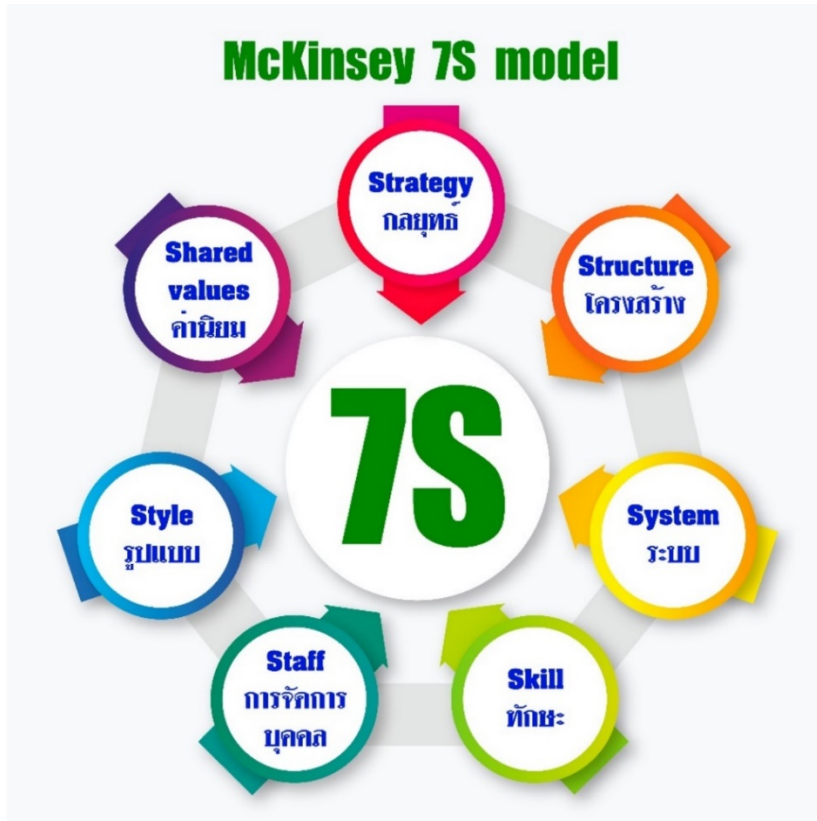 McKinsey 7S model
Strategy
กลยุทธ์
Structure
โครงสร้าง
System
ระบบ
Skill
ทักษะ
Staff
การจัดการ
บุคคล
Style
รูปแบบ
Shared
values
ค่านิยม
7S